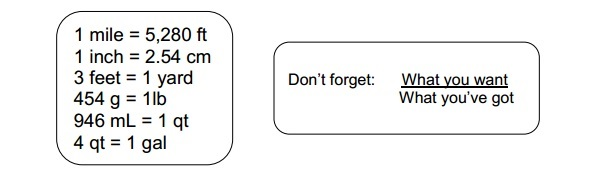 1 mile = 5,280 ft
1 inch = 2.54 cm
3 feet = 1 yard
454 g = 1lb
946 mL = 1 qt
4 qt = 1 gal
Don't forget: What you want
What you've got